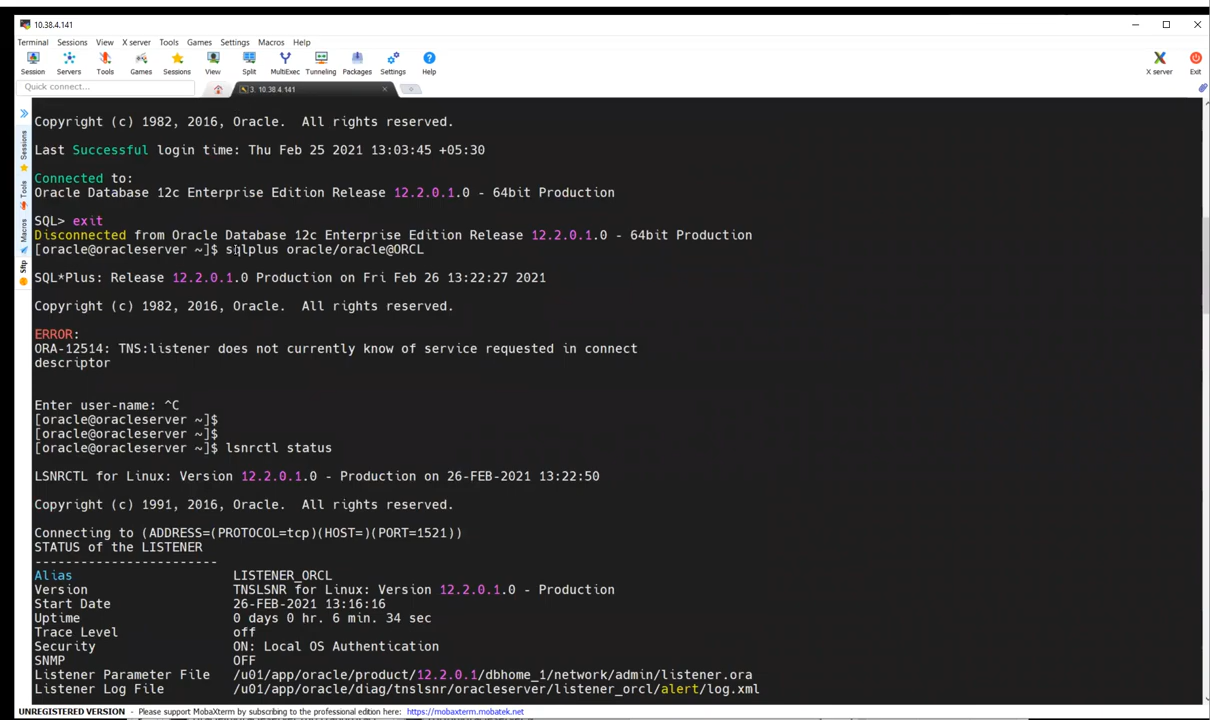 10.38.4.141
Terminal Sessions View X server Tools Games Settings Macros Help
Session Servers Tools Games Sessions View Split MultiExec Tunneling Packages Settings Help X server Exit
Quick connect...
3. 10.38.4.141
Sessions
Tools
Macros
Sftp
Copyright (c) 1982, 2016, Oracle.  All rights reserved.
Last Successful login time: Thu Feb 25 2021 13:03:45 +05:30
Connected to:
Oracle Database 12c Enterprise Edition Release 12.2.0.1.0 - 64bit Production
SQL> exit
Disconnected from Oracle Database 12c Enterprise Edition Release 12.2.0.1.0 - 64bit Production
[oracle@oracleserver ~]$ sqlplus oracle/oracle@ORCL
SQL*Plus: Release 12.2.0.1.0 Production on Fri Feb 26 13:22:27 2021
Copyright (c) 1982, 2016, Oracle.  All rights reserved.
ERROR:
ORA-12514: TNS:listener does not currently know of service requested in connect
descriptor
Enter user-name: ^C
[oracle@oracleserver ~]$
[oracle@oracleserver ~]$
[oracle@oracleserver ~]$ lsnrctl status
LSNRCTL for Linux: Version 12.2.0.1.0 - Production on 26-FEB-2021 13:22:50
Copyright (c) 1991, 2016, Oracle.  All rights reserved.
Connecting to (ADDRESS=(PROTOCOL=tcp)(HOST=)(PORT=1521))
STATUS of the LISTENER
------------------------
Alias                     LISTENER_ORCL
Version                   TNSLSNR for Linux: Version 12.2.0.1.0 - Production
Start Date                26-FEB-2021 13:16:16
Uptime                    0 days 0 hr. 6 min. 34 sec
Trace Level               off
Security                  ON: Local OS Authentication
SNMP                      OFF
Listener Parameter File   /u01/app/oracle/product/12.2.0.1/dbhome_1/network/admin/listener.ora
Listener Log File         /u01/app/oracle/diag/tnslsnr/oracleserver/listener_orcl/alert/log.xml
UNREGISTERED VERSION - Please support MobaXterm by subscribing to the professional edition here: https://mobaxterm.mobatek.net